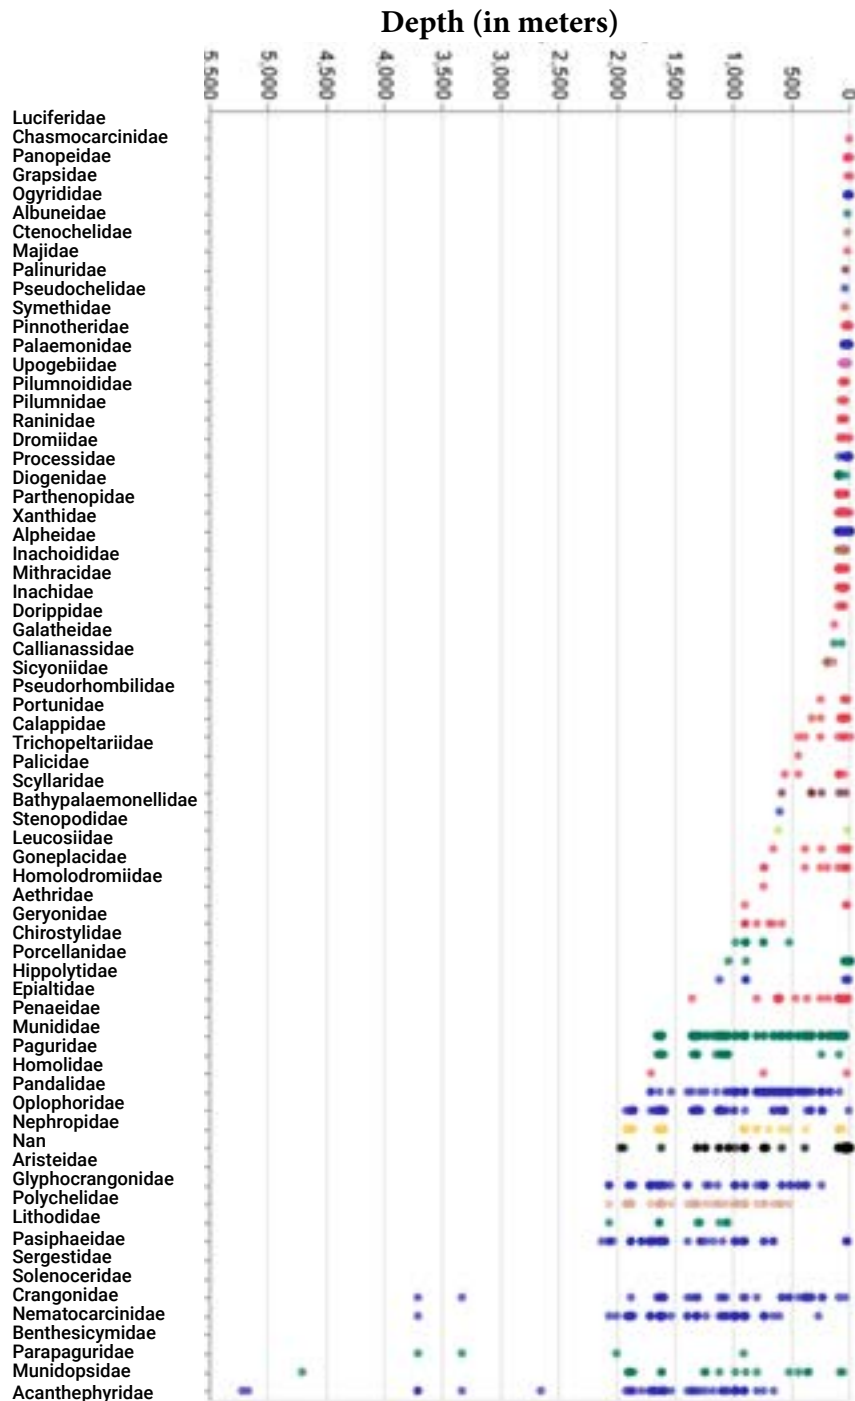 Depth (in meters)
5,500 5,000 4,500 4,000 3,500 3,000 2,500 2,000 1,500 1,000 500 0
Luciferidae
Chasmocarcinidae
Panopeidae
Grapsidae
Ogyrididae
Albuneidae
Ctenochelidae
Majidae
Palinuridae
Pseudochelidae
Symethidae
Pinnotheridae
Palaemonidae
Upogebiidae
Pilumnoididae
Pilumnidae
Raninidae
Dromiidae
Processidae
Diogenidae
Parthenopidae
Xanthidae
Alpheidae
Inachoididae
Mithracidae
Inachidae
Dorippidae
Galatheidae
Callianassidae
Sicyoniidae
Pseudorhombilidae
Portunidae
Calappidae
Trichopeltariidae
Palicidae
Scyllaridae
Bathypalaemonellidae
Stenopodidae
Leucosiidae
Goneplacidae
Homolodromiidae
Aethridae
Geryonidae
Chirostylidae
Porcellanidae
Hippolytidae
Epialtidae
Penaeidae
Munididae
Paguridae
Homolidae
Pandalidae
Oplophoridae
Nephropidae
Nan
Aristeidae
Glyphocrangonidae
Polychelidae
Lithodidae
Pasiphaeidae
Sergestidae
Solenoceridae
Crangonidae
Nematocarcinidae
Benthesicymidae
Parapaguridae
Munidopsidae
Acanthephyridae